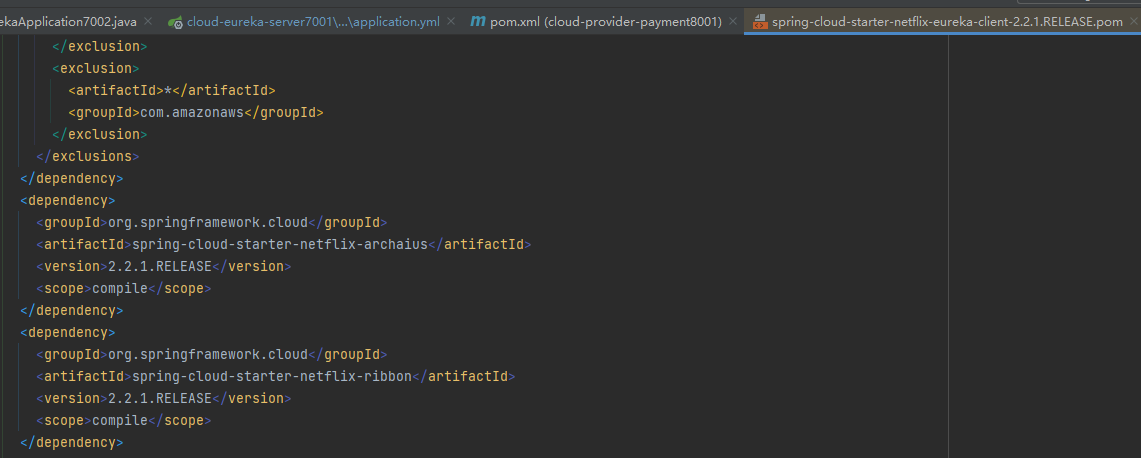 ekaApplication7002.java
cloud-eureka-server7001\...\application.yml
pom.xml (cloud-provider-payment8001)
spring-cloud-starter-netflix-eureka-client-2.2.1.RELEASE.pom
</exclusion>
<exclusion>
<artifactId>*</artifactId>
<groupId>com.amazonaws</groupId>
</exclusion>
</exclusions>
</dependency>
<dependency>
<groupId>org.springframework.cloud</groupId>
<artifactId>spring-cloud-starter-netflix-archaius</artifactId>
<version>2.2.1.RELEASE</version>
<scope>compile</scope>
</dependency>
<dependency>
<groupId>org.springframework.cloud</groupId>
<artifactId>spring-cloud-starter-netflix-ribbon</artifactId>
<version>2.2.1.RELEASE</version>
<scope>compile</scope>
</dependency>